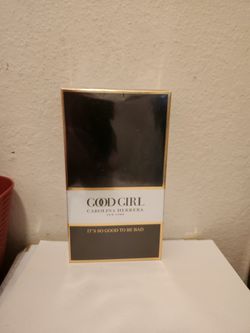 GOOD GIRL
CAROLINA HERRERA
NEW YORK
IT'S SO GOOD TO BE BAD